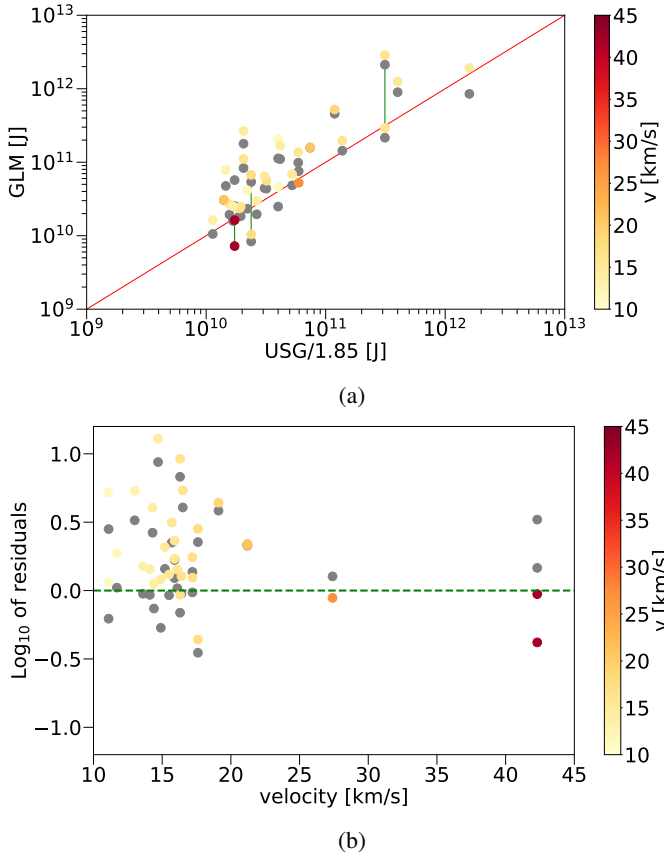 10^13
10^12
10^11
10^10
10^9
GLM [J]
10^9 10^10 10^11 10^12 10^13
USG/1.85 [J]
45
40
35
30
25
20
15
10
v [km/s]
(a)
1.0
0.5
0.0
−0.5
−1.0
Log₁₀ of residuals
10 15 20 25 30 35 40 45
velocity [km/s]
45
40
35
30
25
20
15
10
v [km/s]
(b)